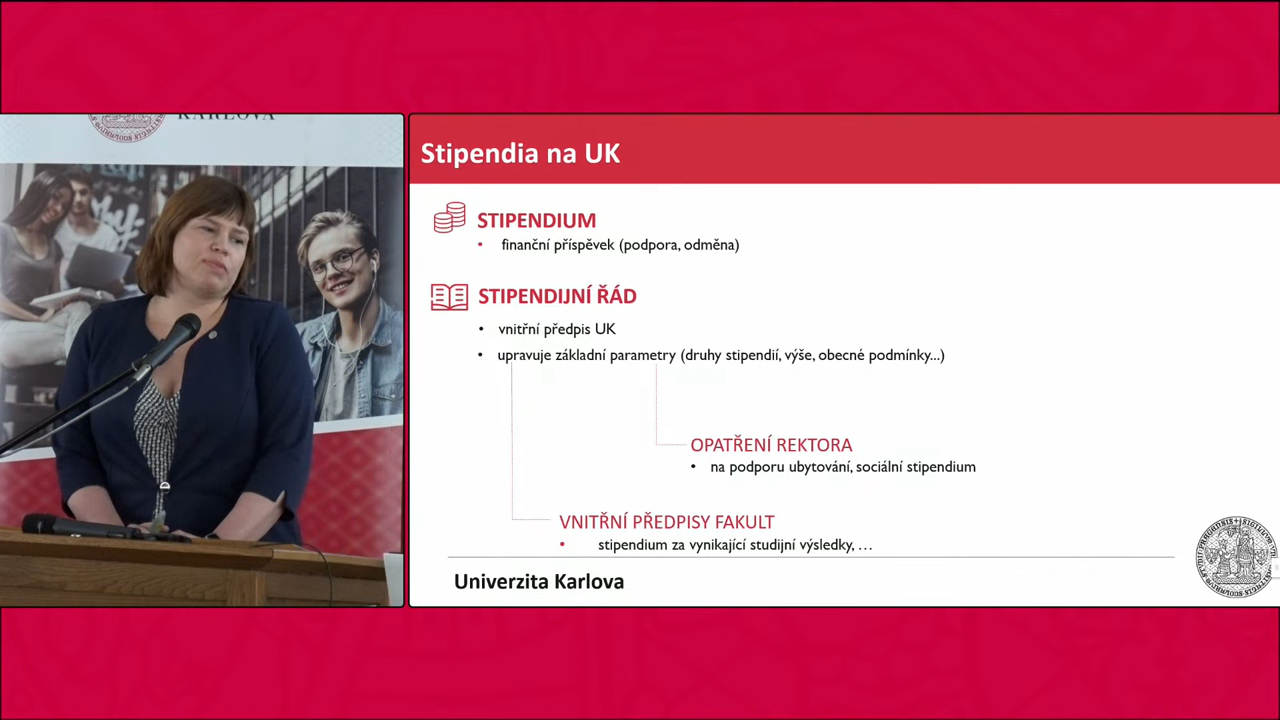 KARLOVA
Stipendia na UK
STIPENDIUM
• finanční příspěvek (podpora, odměna)
STIPENDIJNÍ ŘÁD
• vnitřní předpis UK
• upravuje základní parametry (druhy stipendií, výše, obecné podmínky...)
OPATŘENÍ REKTORA
• na podporu ubytování, sociální stipendium
VNITŘNÍ PŘEDPISY FAKULT
• stipendium za vynikající studijní výsledky, …
Univerzita Karlova